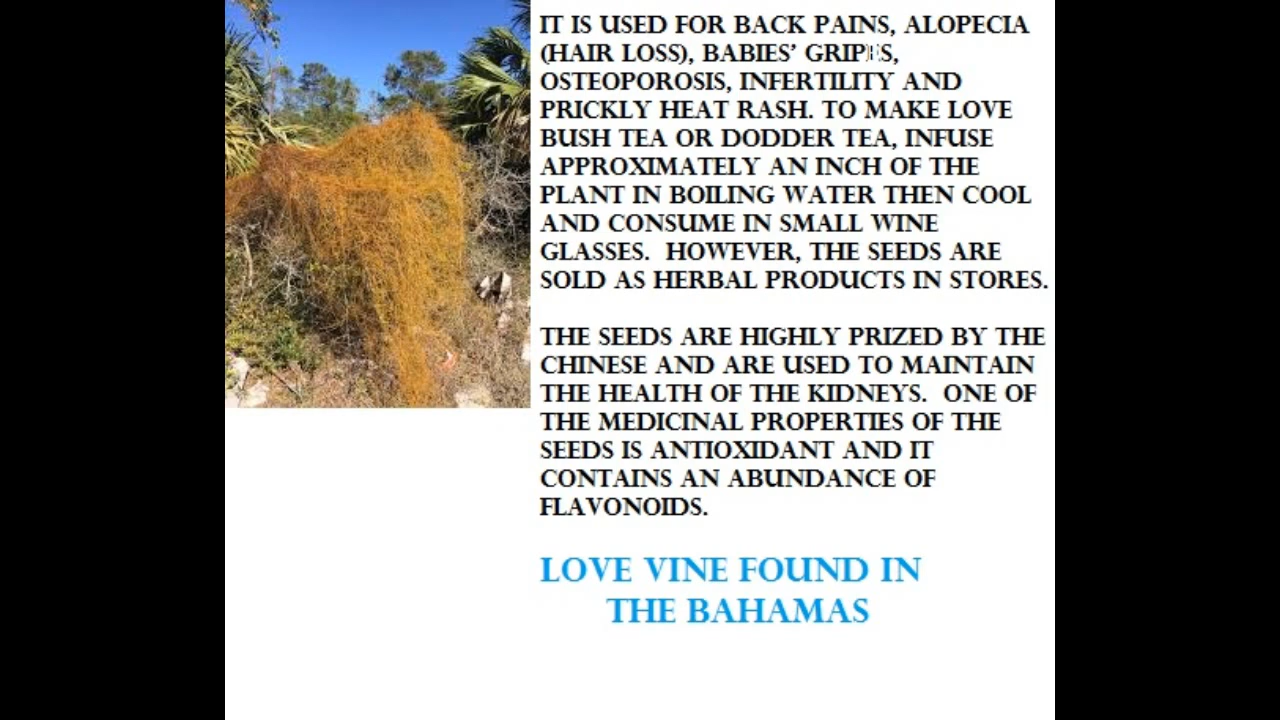 IT IS USED FOR BACK PAINS, ALOPECIA
(HAIR LOSS), BABIES' GRIPES,
OSTEOPOROSIS, INFERTILITY AND
PRICKLY HEAT RASH. TO MAKE LOVE
BUSH TEA OR DODDER TEA, INFUSE
APPROXIMATELY AN INCH OF THE
PLANT IN BOILING WATER THEN COOL
AND CONSUME IN SMALL WINE
GLASSES. HOWEVER, THE SEEDS ARE
SOLD AS HERBAL PRODUCTS IN STORES.
THE SEEDS ARE HIGHLY PRIZED BY THE
CHINESE AND ARE USED TO MAINTAIN
THE HEALTH OF THE KIDNEYS. ONE OF
THE MEDICINAL PROPERTIES OF THE
SEEDS IS ANTIOXIDANT AND IT
CONTAINS AN ABUNDANCE OF
FLAVONOIDS.
LOVE VINE FOUND IN
THE BAHAMAS